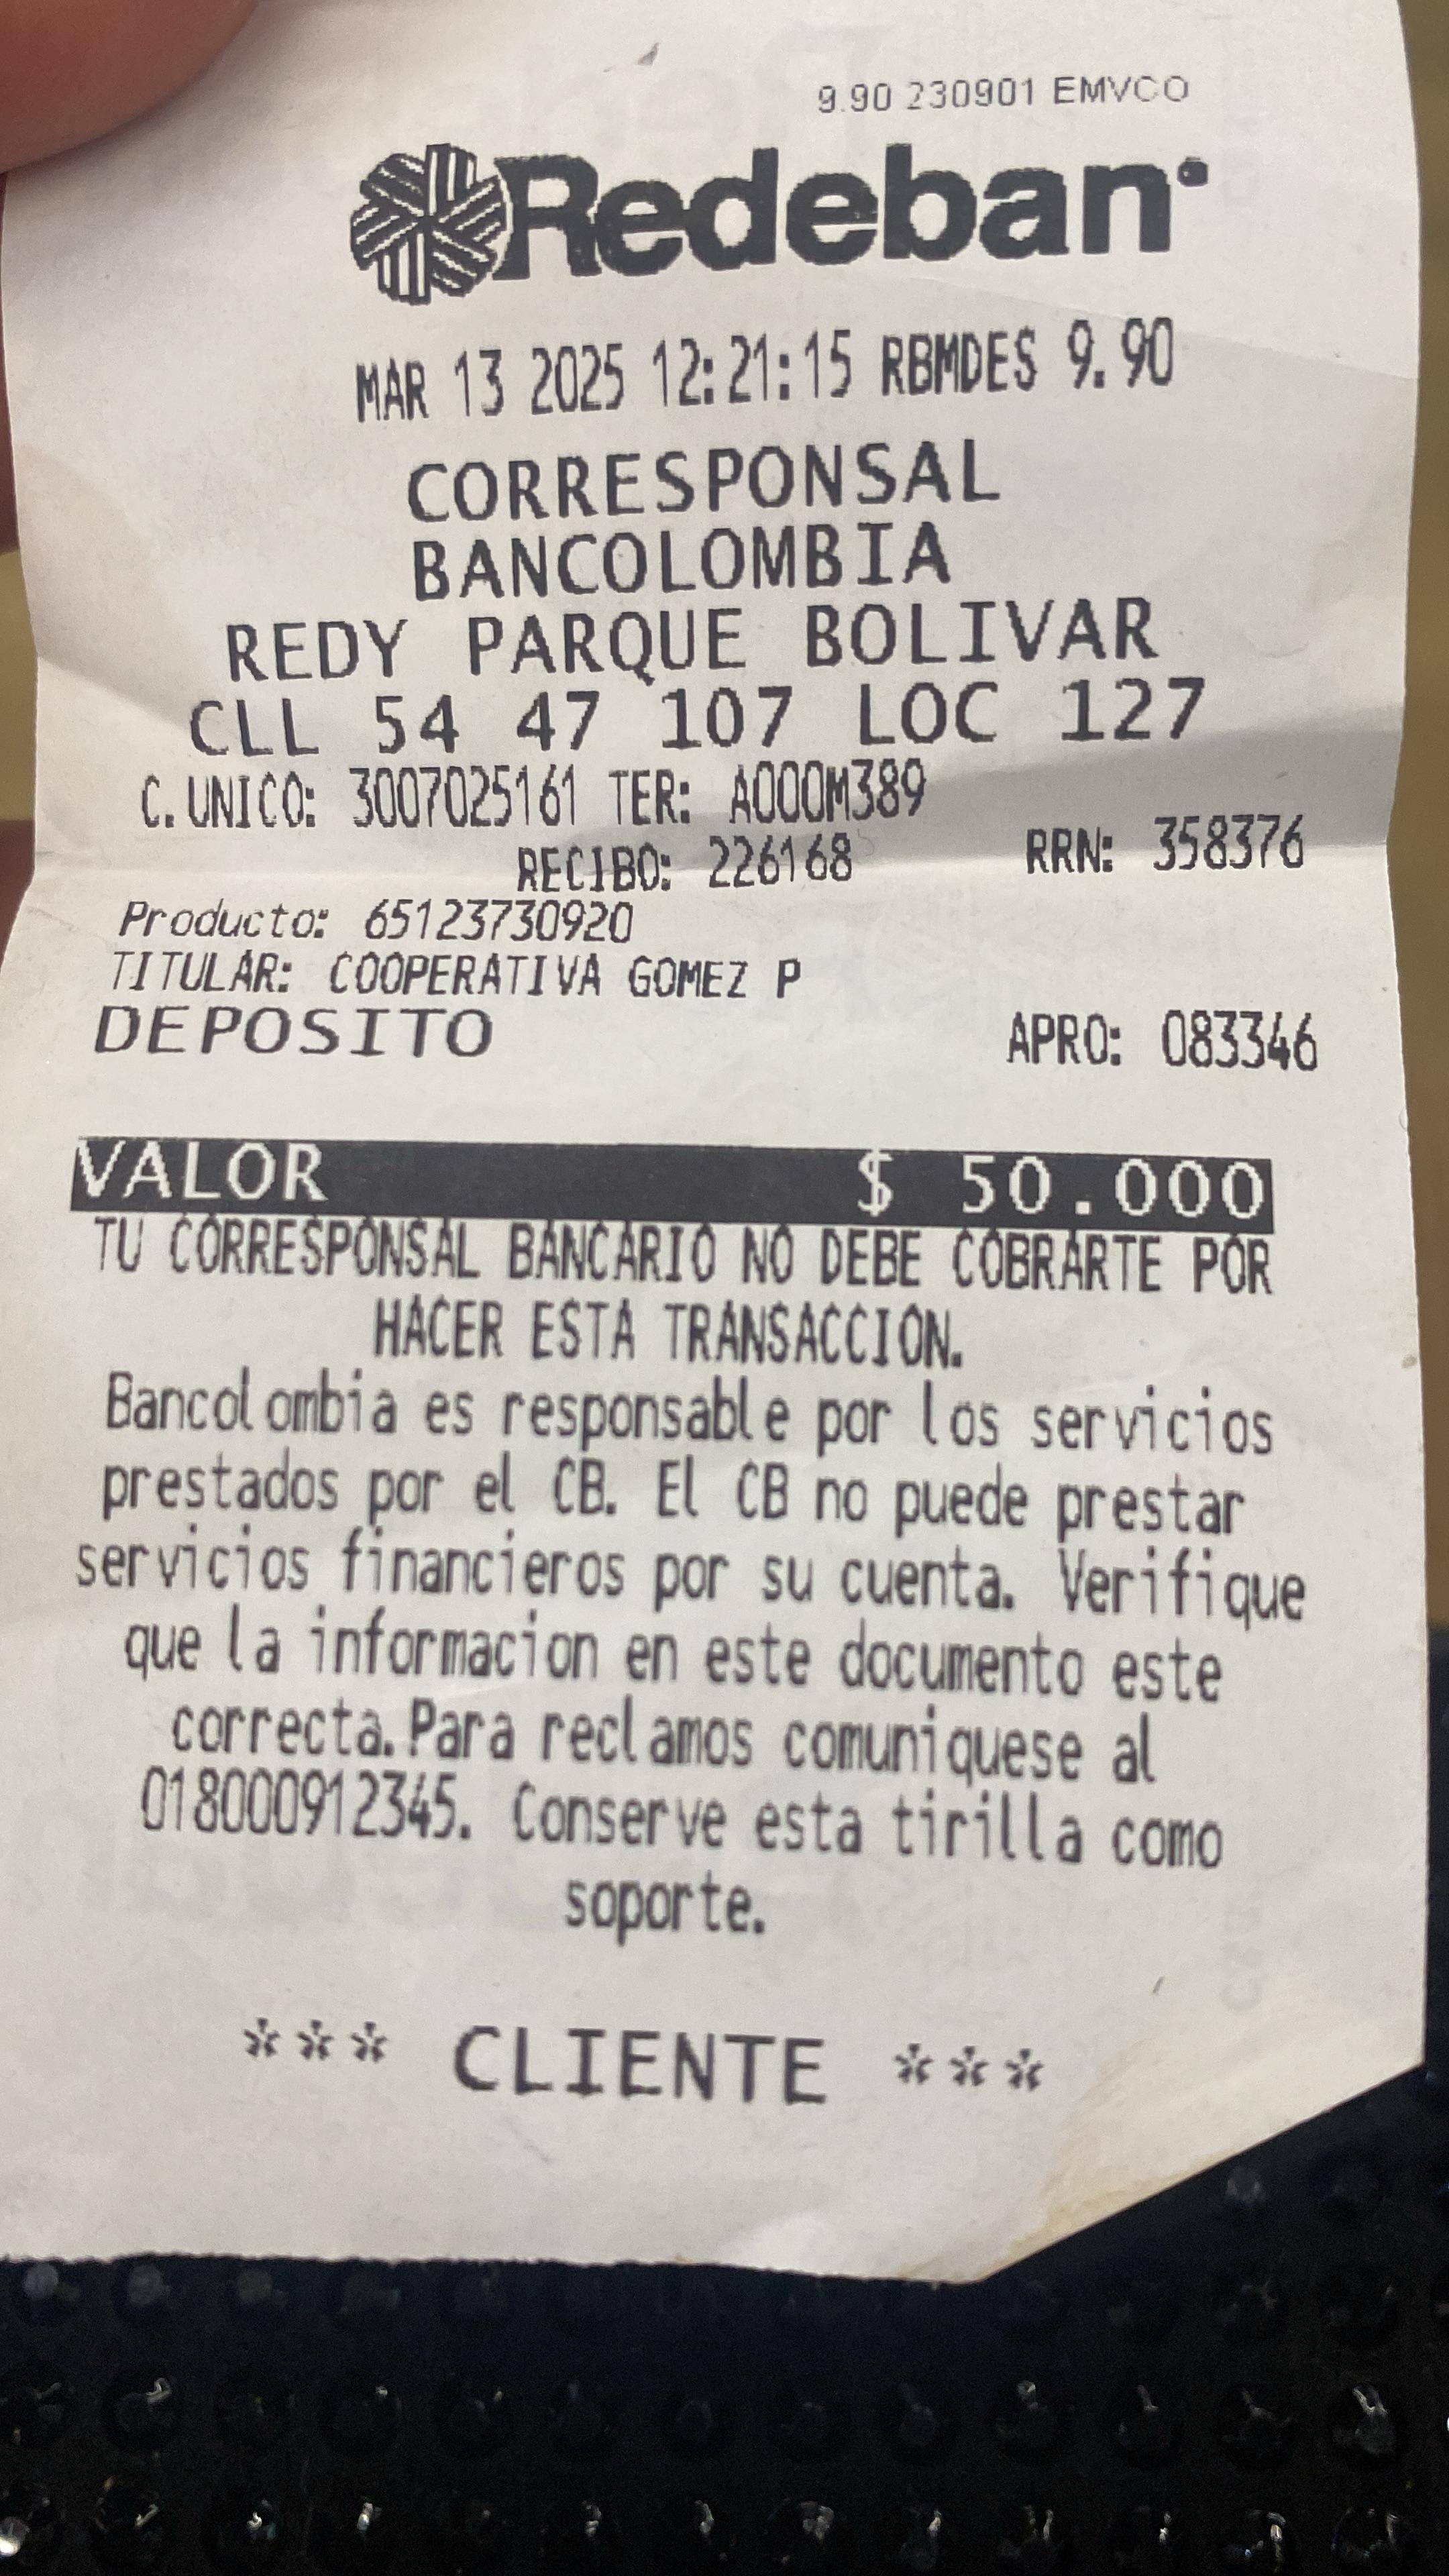 9.90 230901 EMVCO
Redeban
MAR 13 2025 12:21:15 RBMDES 9.90
CORRESPONSAL
BANCOLOMBIA
REDY PARQUE BOLIVAR
CLL 54 47 107 LOC 127
C.UNICO: 3007025161 TER: A000M389
RECIBO: 226168 RRN: 358376
Producto: 65123730920
TITULAR: COOPERATIVA GOMEZ P
DEPOSITO APRO: 083346
VALOR $ 50.000
TU CORRESPONSAL BANCARIO NO DEBE COBRARTE POR
HACER ESTA TRANSACCION.
Bancolombia es responsable por los servicios
prestados por el CB. El CB no puede prestar
servicios financieros por su cuenta. Verifique
que la informacion en este documento este
correcta.Para reclamos comuniquese al
018000912345. Conserve esta tirilla como
soporte.
*** CLIENTE ***